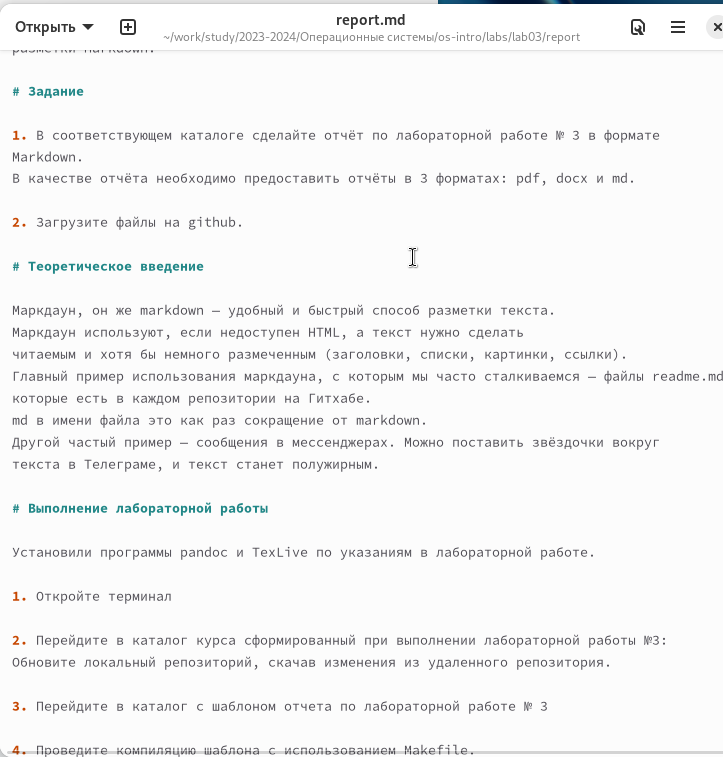 Открыть
report.md
~/work/study/2023-2024/Операционные системы/os-intro/labs/lab03/report
разметки Markdown.
# Задание
1. В соответствующем каталоге сделайте отчёт по лабораторной работе № 3 в формате
Markdown.
В качестве отчёта необходимо предоставить отчёты в 3 форматах: pdf, docx и md.
2. Загрузите файлы на github.
# Теоретическое введение
Маркдаун, он же markdown — удобный и быстрый способ разметки текста.
Маркдаун используют, если недоступен HTML, а текст нужно сделать
читаемым и хотя бы немного размеченным (заголовки, списки, картинки, ссылки).
Главный пример использования маркдауна, с которым мы часто сталкиваемся — файлы readme.md
которые есть в каждом репозитории на Гитхабе.
md в имени файла это как раз сокращение от markdown.
Другой частый пример — сообщения в мессенджерах. Можно поставить звёздочки вокруг
текста в Телеграме, и текст станет полужирным.
# Выполнение лабораторной работы
Установили программы pandoc и TexLive по указаниям в лабораторной работе.
1. Откройте терминал
2. Перейдите в каталог курса сформированный при выполнении лабораторной работы №3:
Обновите локальный репозиторий, скачав изменения из удаленного репозитория.
3. Перейдите в каталог с шаблоном отчета по лабораторной работе № 3
4. Проведите компиляцию шаблона с использованием Makefile.